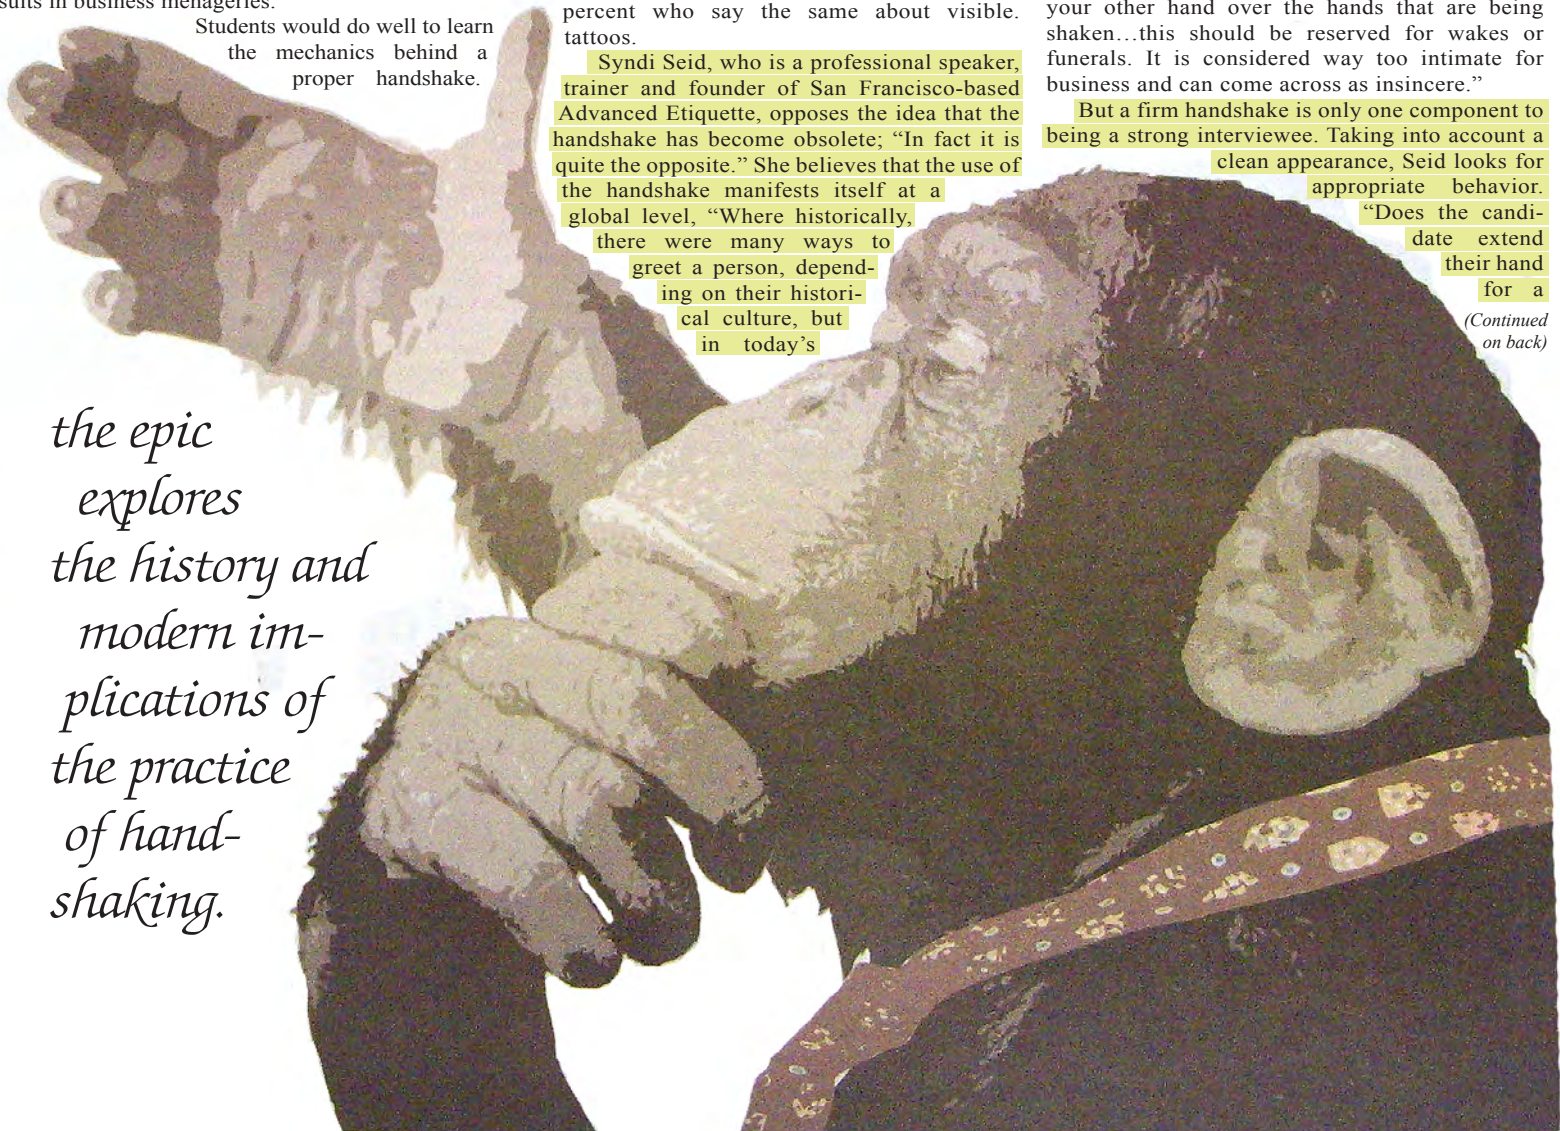 suits in business menageries.
Students would do well to learn
the mechanics behind a
proper handshake.
percent who say the same about visible.
tattoos.
Syndi Seid, who is a professional speaker,
trainer and founder of San Francisco-based
Advanced Etiquette, opposes the idea that the
handshake has become obsolete; “In fact it is
quite the opposite.” She believes that the use of
the handshake manifests itself at a
global level, “Where historically,
there were many ways to
greet a person, depend-
ing on their histori-
cal culture, but
in today’s
your other hand over the hands that are being
shaken…this should be reserved for wakes or
funerals. It is considered way too intimate for
business and can come across as insincere.”
But a firm handshake is only one component to
being a strong interviewee. Taking into account a
clean appearance, Seid looks for
appropriate behavior.
“Does the candi-
date extend
their hand
for a
(Continued
on back)
the epic
explores
the history and
modern im-
plications of
the practice
of hand-
shaking.